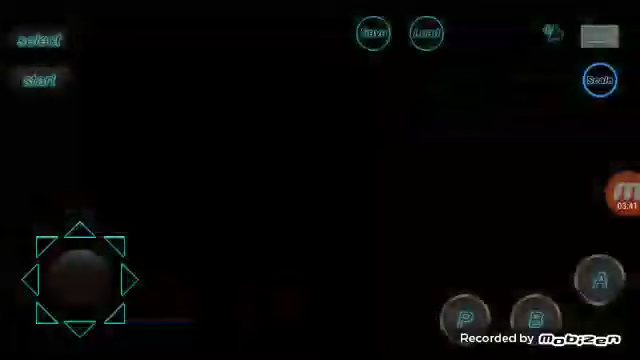 select
Save
Load
start
Scale
03:41
A
P
B
Recorded by mobizen